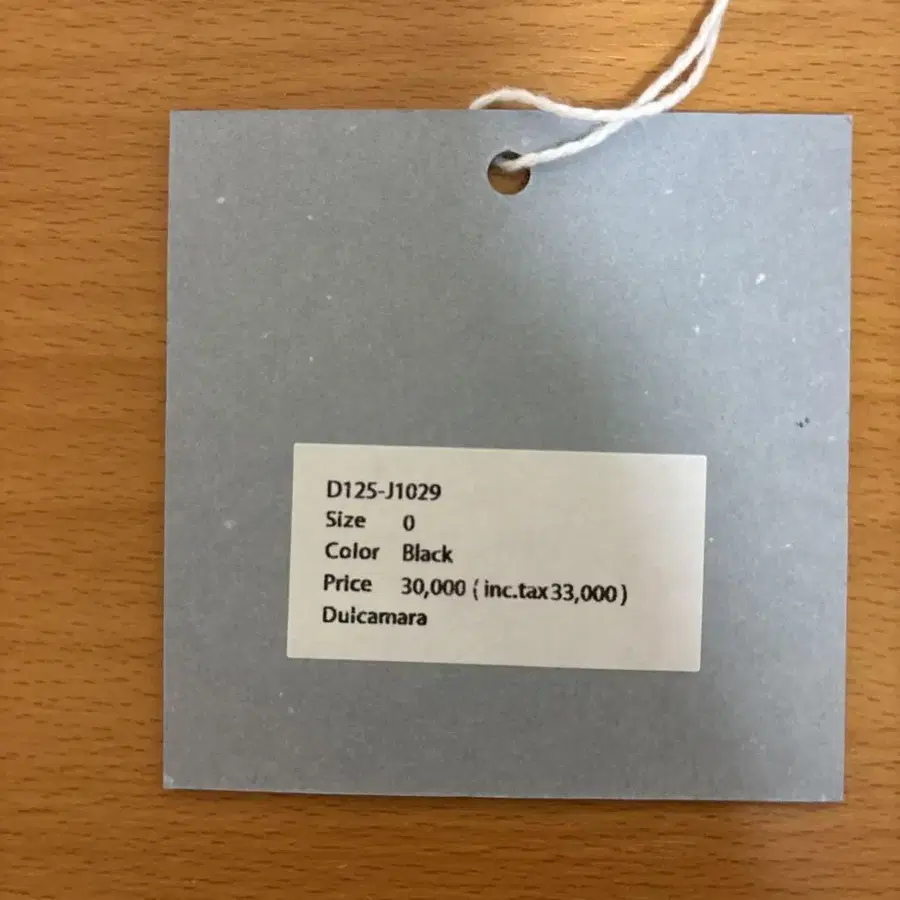 D125-J1029
Size 0
Color Black
Price 30,000 ( inc.tax 33,000 )
Dulcamara